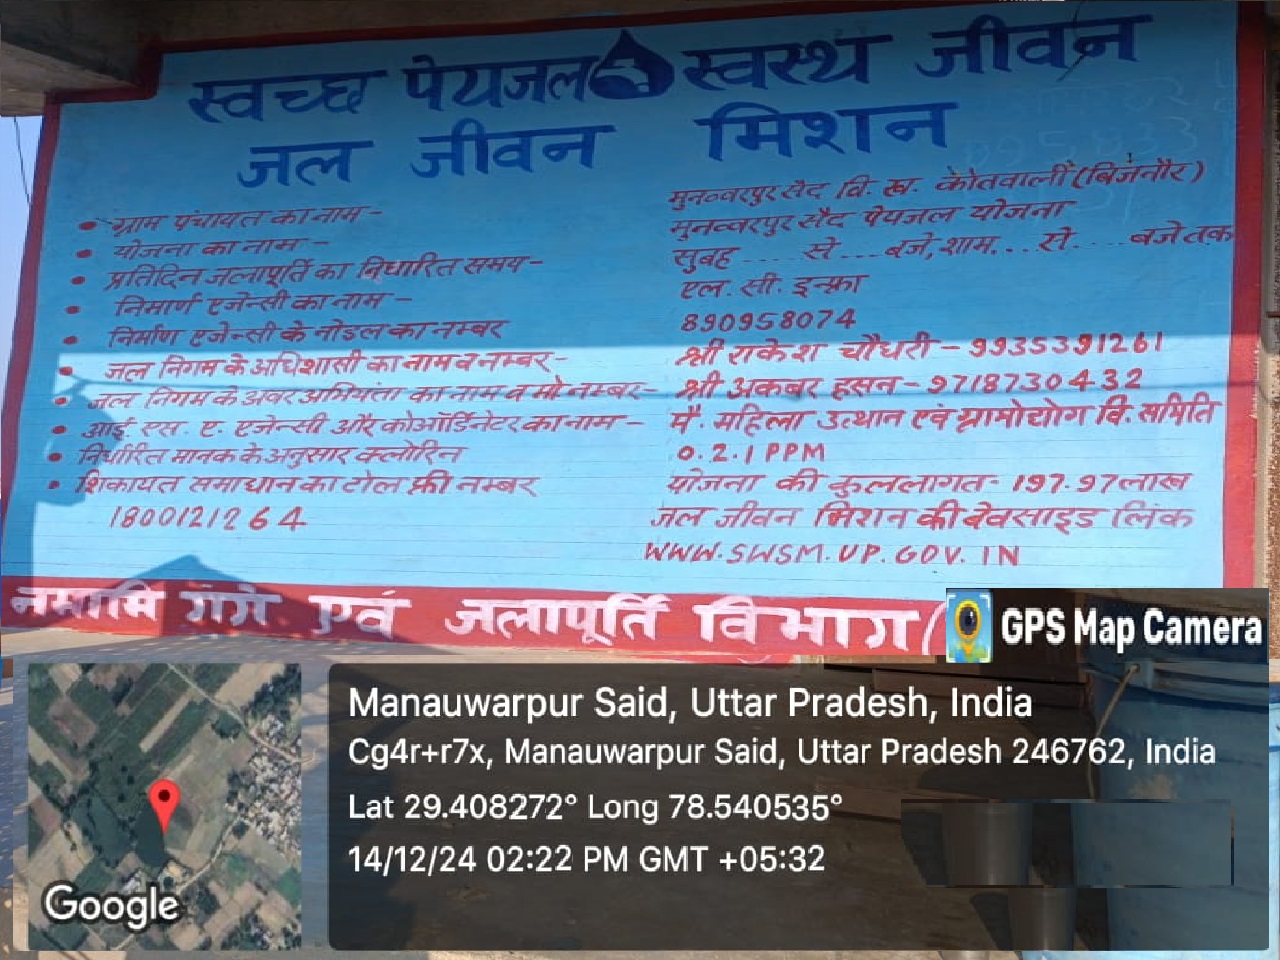 स्वच्छ पेयजल स्वस्थ जीवन
जल जीवन मिशन
• ग्राम पंचायत का नाम - मुनव्वरपुर सैद वि. ख. कोतवाली (बिजनौर)
• योजना का नाम - मुनव्वरपुर सैद पेयजल योजना
• प्रतिदिन जलापूर्ति का निर्धारित समय - सुबह .... से .... बजे, शाम.... से .... बजे तक
• निमार्ण एजेन्सी का नाम - एल. सी. इन्फ्रा
• निर्माण एजेन्सी के नोडल का नम्बर 890958074
• जल निगम के अधिशासी का नाम व नम्बर - श्री राकेश चौधरी - 9935391261
• जल निगम के अवर अभियंता का नाम व मो नम्बर - श्री अकबर हसन - 9718730432
• आई. एस. ए. एजेन्सी और कोऑर्डिनेटर का नाम - मै. महिला उत्थान एवं ग्रामोद्योग वि. समिति
• निर्धारित मानक के अनुसार क्लोरिन 0.2.1 PPM
• शिकायत समाधान का टोल फ्री नम्बर योजना की कुल लागत - 197.97 लाख
1800121264 जल जीवन मिशन की वेवसाइड लिंक
WWW.SWSM.UP.GOV.IN
नमामि गंगे एवं जलापूर्ति विभाग (
GPS Map Camera
Manauwarpur Said, Uttar Pradesh, India
Cg4r+r7x, Manauwarpur Said, Uttar Pradesh 246762, India
Lat 29.408272° Long 78.540535°
14/12/24 02:22 PM GMT +05:32
Google